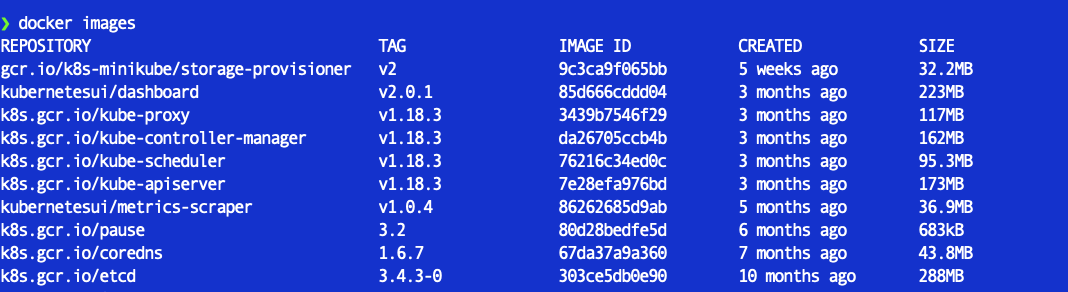 ❯ docker images
REPOSITORY TAG IMAGE ID CREATED SIZE
gcr.io/k8s-minikube/storage-provisioner v2 9c3ca9f065bb 5 weeks ago 32.2MB
kubernetesui/dashboard v2.0.1 85d666cddd04 3 months ago 223MB
k8s.gcr.io/kube-proxy v1.18.3 3439b7546f29 3 months ago 117MB
k8s.gcr.io/kube-controller-manager v1.18.3 da26705ccb4b 3 months ago 162MB
k8s.gcr.io/kube-scheduler v1.18.3 76216c34ed0c 3 months ago 95.3MB
k8s.gcr.io/kube-apiserver v1.18.3 7e28efa976bd 3 months ago 173MB
kubernetesui/metrics-scraper v1.0.4 86262685d9ab 5 months ago 36.9MB
k8s.gcr.io/pause 3.2 80d28bedfe5d 6 months ago 683kB
k8s.gcr.io/coredns 1.6.7 67da37a9a360 7 months ago 43.8MB
k8s.gcr.io/etcd 3.4.3-0 303ce5db0e90 10 months ago 288MB